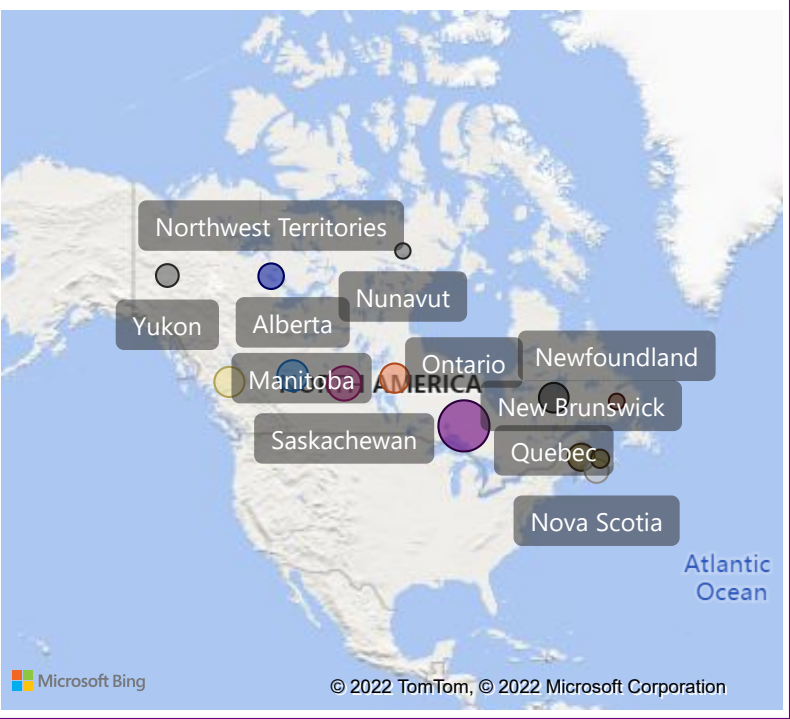 Northwest Territories
Nunavut
Yukon
Alberta
Ontario
Newfoundland
Manitoba
NORTH AMERICA
New Brunswick
Saskachewan
Quebec
Nova Scotia
Atlantic
Ocean
Microsoft Bing
© 2022 TomTom, © 2022 Microsoft Corporation